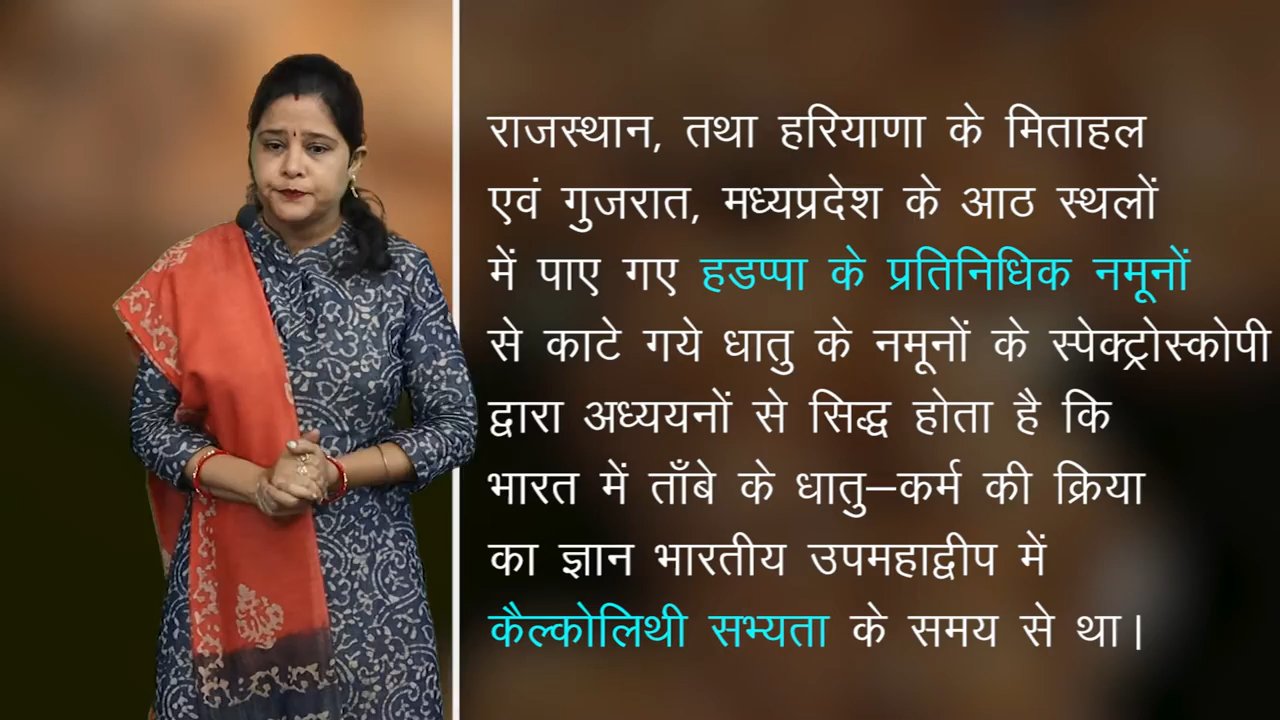 राजस्थान, तथा हरियाणा के मिताहल
एवं गुजरात, मध्यप्रदेश के आठ स्थलों
में पाए गए हडप्पा के प्रतिनिधिक नमूनों
से काटे गये धातु के नमूनों के स्पेक्ट्रोस्कोपी
द्वारा अध्ययनों से सिद्ध होता है कि
भारत में ताँबे के धातु–कर्म की क्रिया
का ज्ञान भारतीय उपमहाद्वीप में
कैल्कोलिथी सभ्यता के समय से था।